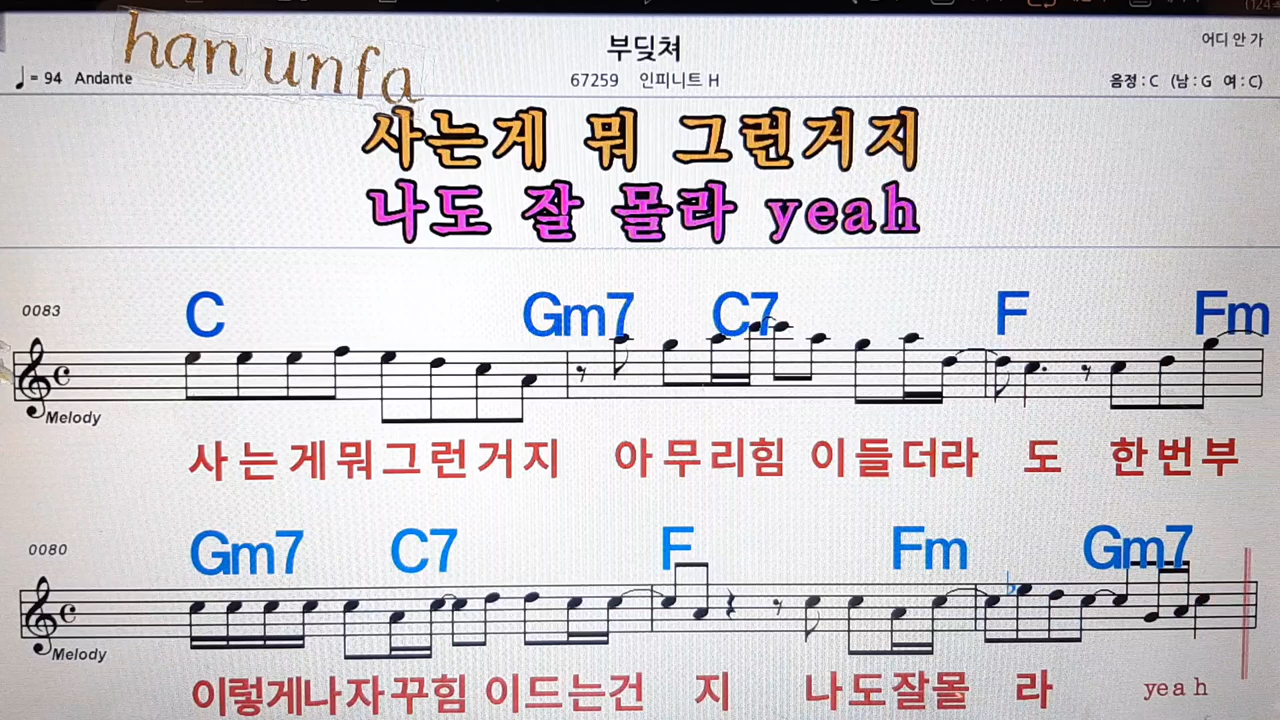 han unfa
부딪쳐
어디 안 가
♩= 94 Andante
67259 인피니트 H
음정 : C (남 : G 여 : C)
사는게 뭐 그런거지
나도 잘 몰라 yeah
C Gm7 C7 F Fm
0083
Melody
사는게뭐그런거지 아무리힘 이들더라 도 한번부
Gm7 C7 F Fm Gm7
0080
Melody
이렇게나자꾸힘 이드는건 지 나도잘몰 라 yeah